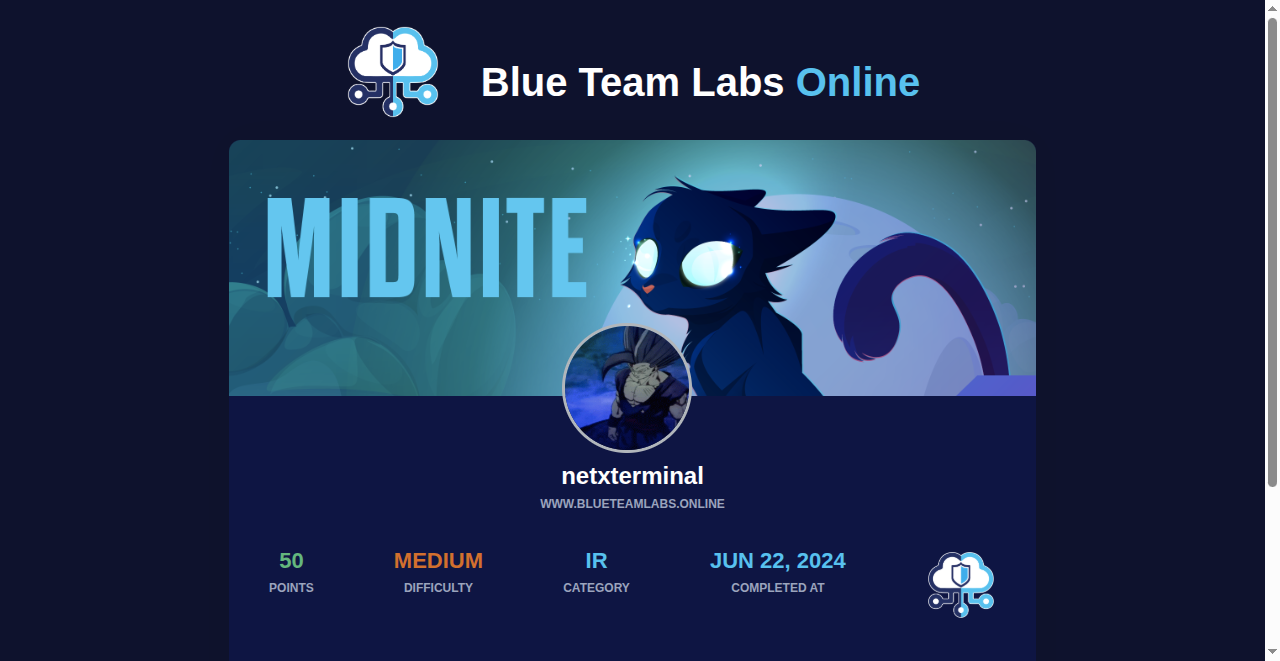 Blue Team Labs Online
MIDNITE
netxterminal
WWW.BLUETEAMLABS.ONLINE
50 MEDIUM IR JUN 22, 2024
POINTS DIFFICULTY CATEGORY COMPLETED AT